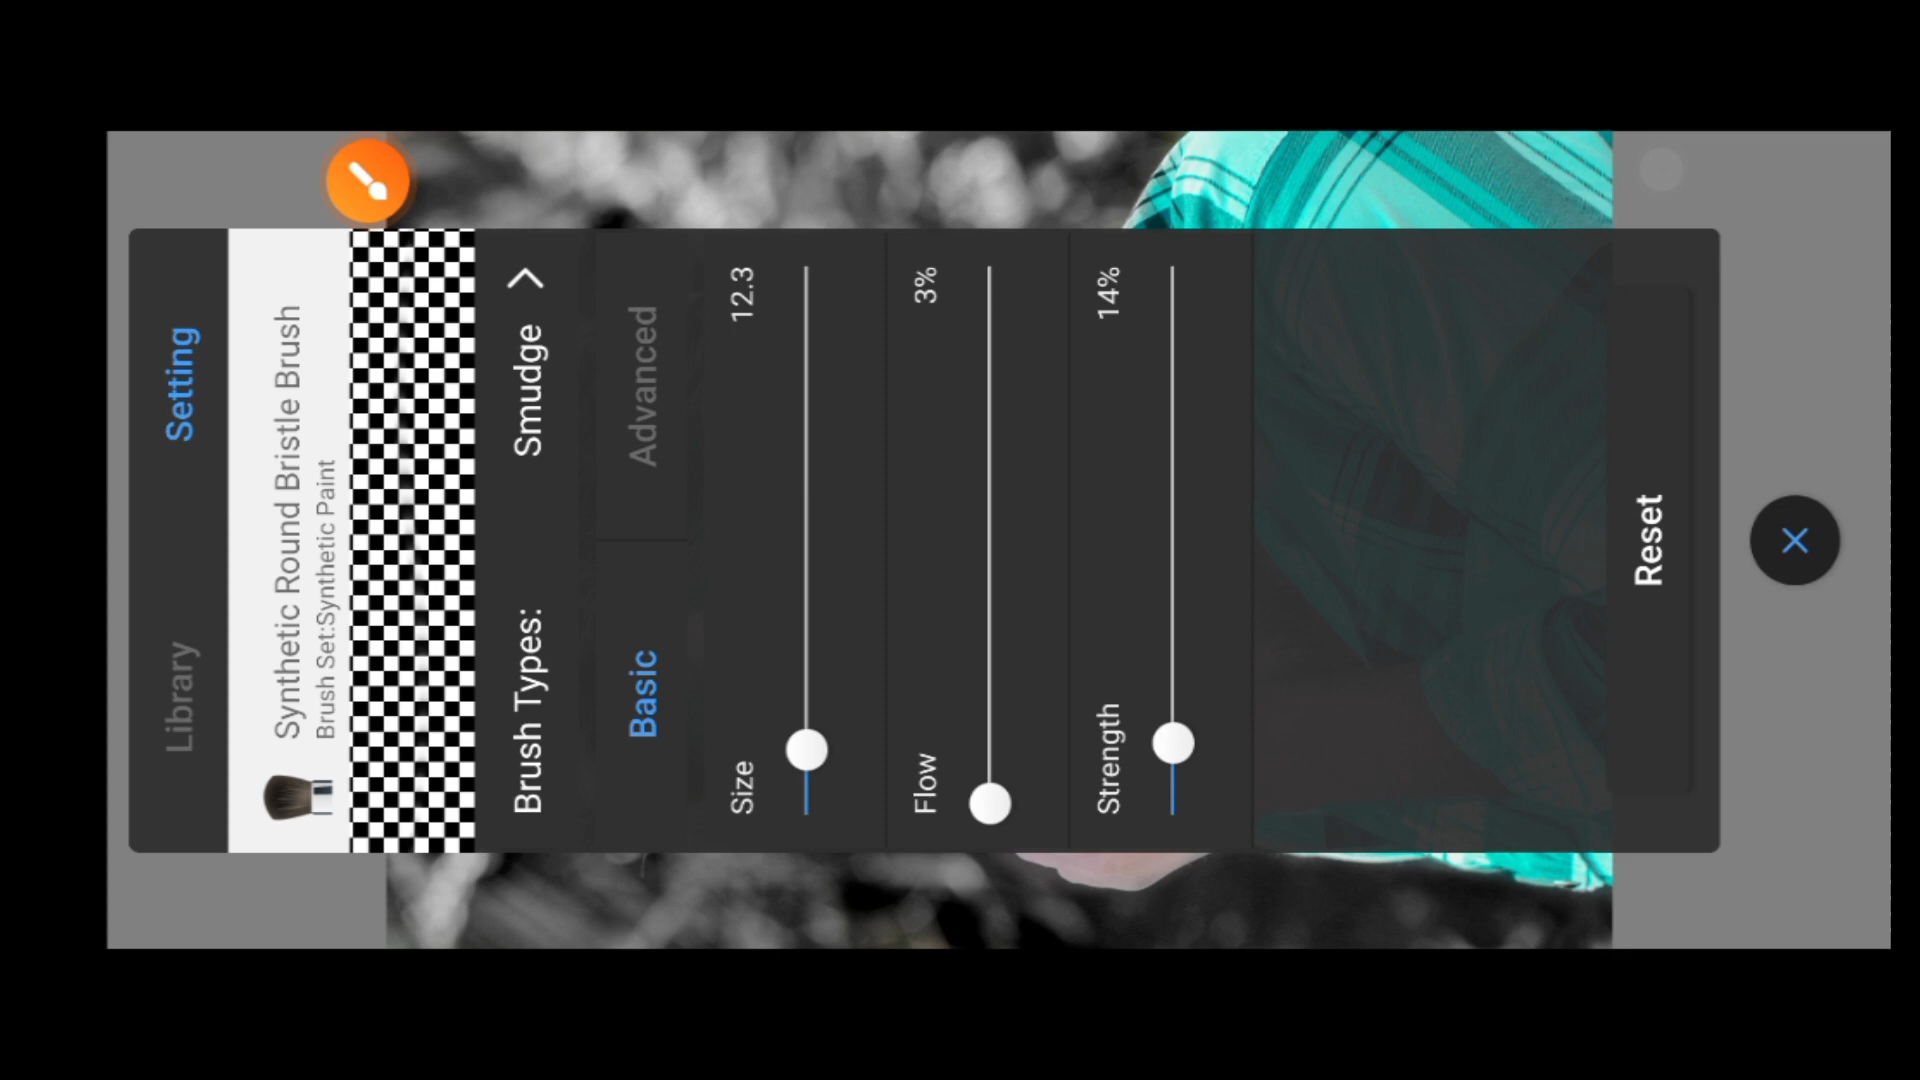 Library
Setting
Synthetic Round Bristle Brush
Brush Set:Synthetic Paint
Brush Types:
Smudge
Basic
Advanced
Size
12.3
Flow
3%
Strength
14%
Reset